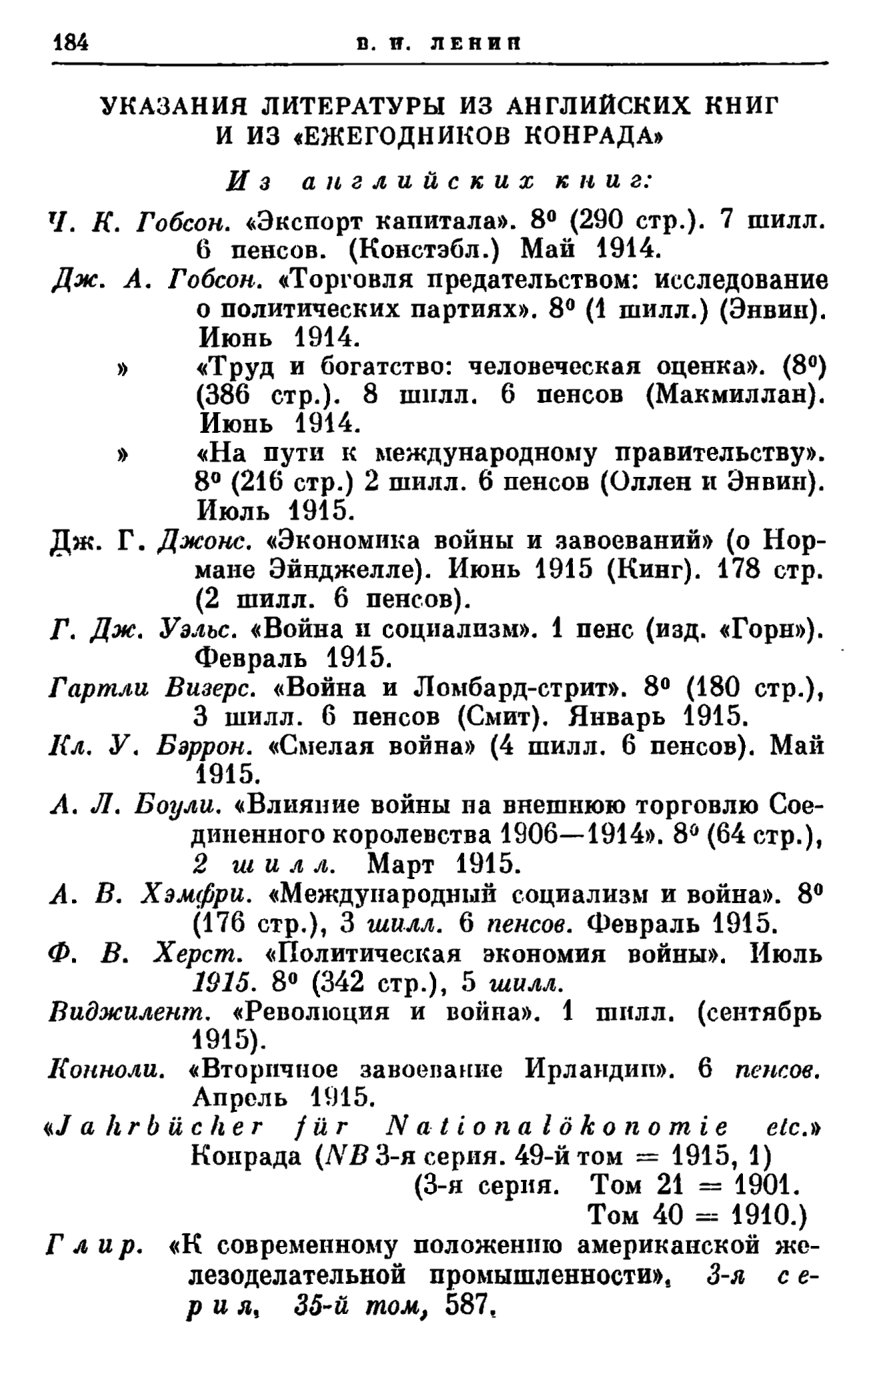 184 В. И. ЛЕНИН
УКАЗАНИЯ ЛИТЕРАТУРЫ ИЗ АНГЛИЙСКИХ КНИГ
И ИЗ «ЕЖЕГОДНИКОВ КОНРАДА»
Из английских книг:
Ч. К. Гобсон. «Экспорт капитала». 8⁰ (290 стр.). 7 шилл.
6 пенсов. (Констэбл.) Май 1914.
Дж. А. Гобсон. «Торговля предательством: исследование
о политических партиях». 8⁰ (1 шилл.) (Энвин).
Июнь 1914.
» «Труд и богатство: человеческая оценка». (8⁰)
(386 стр.). 8 шилл. 6 пенсов (Макмиллан).
Июнь 1914.
» «На пути к международному правительству».
8⁰ (216 стр.) 2 шилл. 6 пенсов (Оллен и Энвин).
Июль 1915.
Дж. Г. Джонс. «Экономика войны и завоеваний» (о Нор-
мане Эйнджелле). Июнь 1915 (Кинг). 178 стр.
(2 шилл. 6 пенсов).
Г. Дж. Уэльс. «Война и социализм». 1 пенс (изд. «Горн»).
Февраль 1915.
Гартли Визерс. «Война и Ломбард-стрит». 8⁰ (180 стр.),
3 шилл. 6 пенсов (Смит). Январь 1915.
Кл. У. Бэррон. «Смелая война» (4 шилл. 6 пенсов). Май
1915.
А. Л. Боули. «Влияние войны на внешнюю торговлю Сое-
диненного королевства 1906—1914». 8⁰ (64 стр.),
2 шилл. Март 1915.
А. В. Хэмфри. «Международный социализм и война». 8⁰
(176 стр.), 3 шилл. 6 пенсов. Февраль 1915.
Ф. В. Херст. «Политическая экономия войны». Июль
1915. 8⁰ (342 стр.), 5 шилл.
Виджилент. «Революция и война». 1 шилл. (сентябрь
1915).
Конноли. «Вторичное завоевание Ирландии». 6 пенсов.
Апрель 1915.
«Jahrbücher für Nationalökonomie etc.»
Конрада (NB 3-я серия. 49-й том = 1915, 1)
(3-я серия. Том 21 = 1901.
Том 40 = 1910.)
Глир. «К современному положению американской же-
лезоделательной промышленности», 3-я се-
рия, 35-й том, 587.